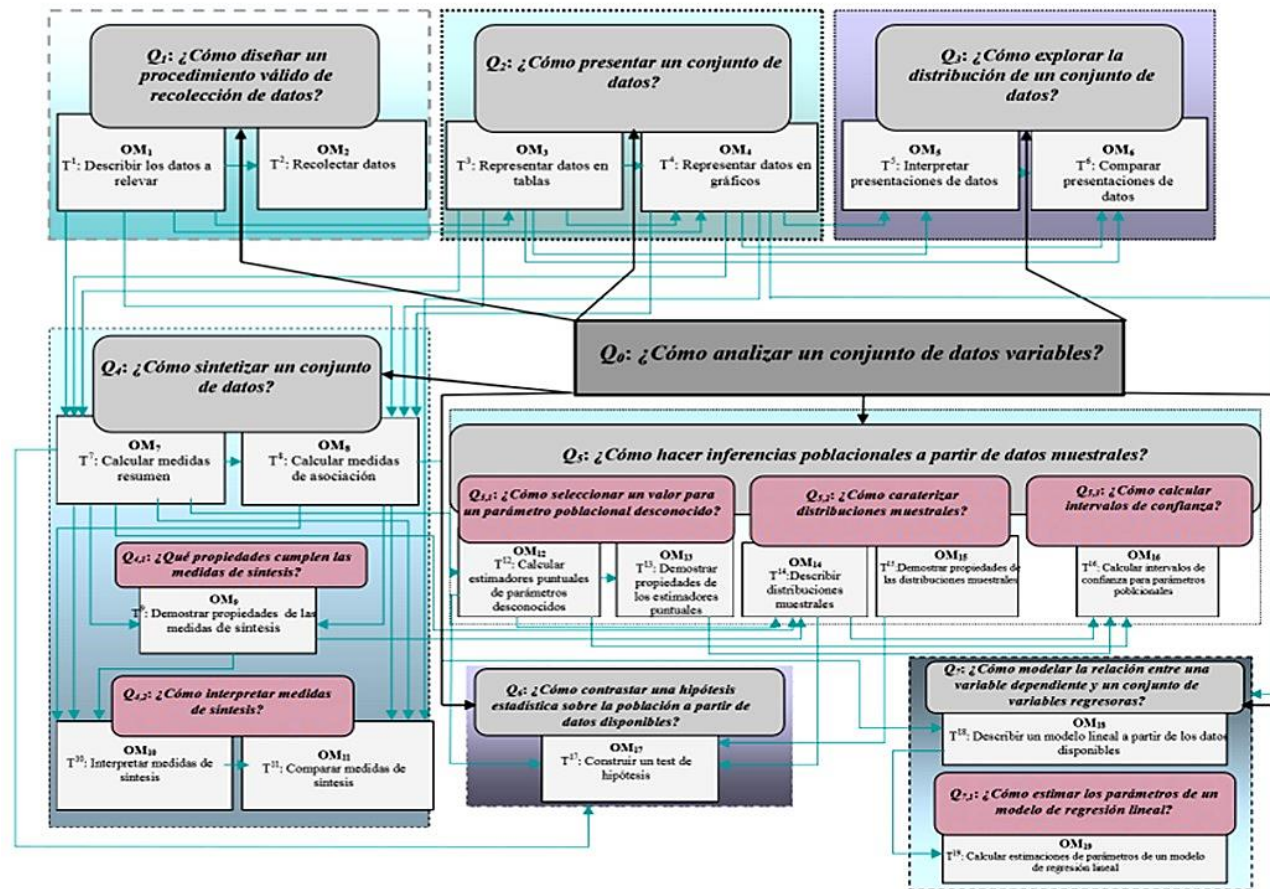 Q₁: ¿Cómo diseñar un
procedimiento válido de
recolección de datos?
OM₁
T¹: Describir los datos a
relevar
OM₂
T²: Recolectar datos
Q₂: ¿Cómo presentar un conjunto de
datos?
OM₃
T³: Representar datos en
tablas
OM₄
T⁴: Representar datos en
gráficos
Q₃: ¿Cómo explorar la
distribución de un conjunto de
datos?
OM₅
T⁵: Interpretar
presentaciones de datos
OM₆
T⁶: Comparar
presentaciones de
datos
Q₀: ¿Cómo analizar un conjunto de datos variables?
Q₄: ¿Cómo sintetizar un conjunto
de datos?
OM₇
T⁷: Calcular medidas
resumen
OM₈
T⁸: Calcular medidas
de asociación
Q₄,₁: ¿Qué propiedades cumplen las
medidas de síntesis?
OM₉
T⁹: Demostrar propiedades de las
medidas de síntesis
Q₄,₂: ¿Cómo interpretar medidas
de síntesis?
OM₁₀
T¹⁰: Interpretar medidas de
síntesis
OM₁₁
T¹¹: Comparar medidas de
síntesis
Q₅: ¿Cómo hacer inferencias poblacionales a partir de datos muestrales?
Q₅,₁: ¿Cómo seleccionar un valor para
un parámetro poblacional desconocido?
OM₁₂
T¹²: Calcular
estimadores puntuales
de parámetros
desconocidos
OM₁₃
T¹³: Demostrar
propiedades de
los estimadores
puntuales
Q₅,₂: ¿Cómo caraterizar
distribuciones muestrales?
OM₁₄
T¹⁴:Describir
distribuciones
muestrales
OM₁₅
T¹⁵: Demostrar propiedades de
las distribuciones muestrales
Q₅,₃: ¿Cómo calcular
intervalos de confianza?
OM₁₆
T¹⁶: Calcular intervalos de
confianza para parámetros
poblcionales
Q₆: ¿Cómo contrastar una hipótesis
estadística sobre la población a partir de
datos disponibles?
OM₁₇
T¹⁷: Construir un test de
hipótesis
Q₇: ¿Cómo modelar la relación entre una
variable dependiente y un conjunto de
variables regresoras?
OM₁₈
T¹⁸: Describir un modelo lineal a partir de los datos
disponibles
Q₇,₁: ¿Cómo estimar los parámetros de un
modelo de regresión lineal?
OM₁₉
T¹⁹: Calcular estimaciones de parámetros de un modelo
de regresión lineal